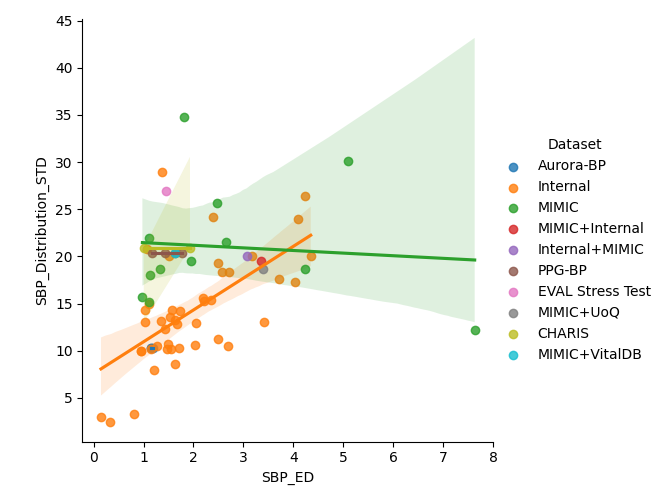 45
40
35
30
25
20
15
10
5
SBP_Distribution_STD
0 1 2 3 4 5 6 7 8
SBP_ED
Dataset
Aurora-BP
Internal
MIMIC
MIMIC+Internal
Internal+MIMIC
PPG-BP
EVAL Stress Test
MIMIC+UoQ
CHARIS
MIMIC+VitalDB